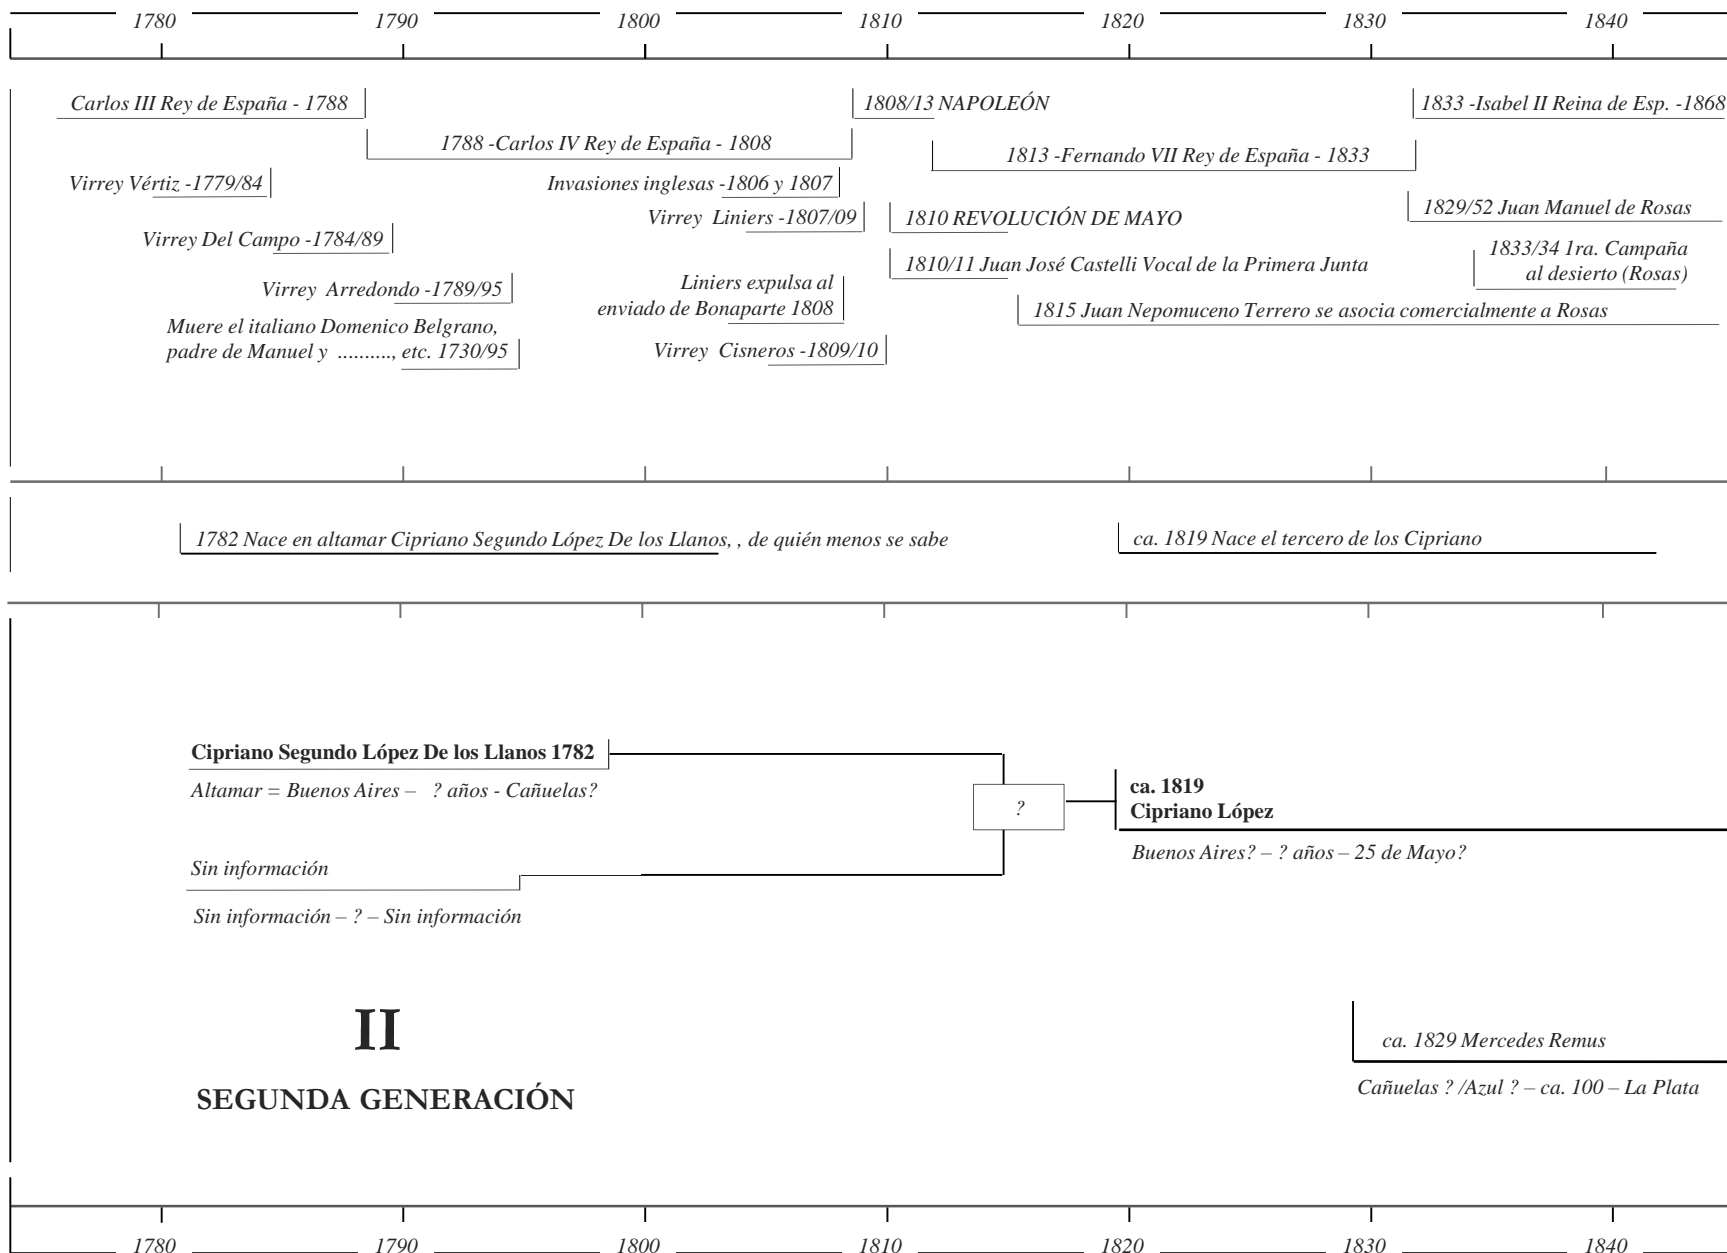 1780 1790 1800 1810 1820 1830 1840
Carlos III Rey de España - 1788
1808/13 NAPOLEÓN
1833 -Isabel II Reina de Esp. -1868
1788 -Carlos IV Rey de España - 1808
1813 -Fernando VII Rey de España - 1833
Virrey Vértiz -1779/84
Invasiones inglesas -1806 y 1807
1829/52 Juan Manuel de Rosas
Virrey Liniers -1807/09
1810 REVOLUCIÓN DE MAYO
Virrey Del Campo -1784/89
1833/34 1ra. Campaña
al desierto (Rosas)
1810/11 Juan José Castelli Vocal de la Primera Junta
Virrey Arredondo -1789/95
Liniers expulsa al
enviado de Bonaparte 1808
1815 Juan Nepomuceno Terrero se asocia comercialmente a Rosas
Muere el italiano Domenico Belgrano,
padre de Manuel y .........., etc. 1730/95
Virrey Cisneros -1809/10
1782 Nace en altamar Cipriano Segundo López De los Llanos, , de quién menos se sabe
ca. 1819 Nace el tercero de los Cipriano
Cipriano Segundo López De los Llanos 1782
Altamar = Buenos Aires – ? años - Cañuelas?
?
ca. 1819
Cipriano López
Buenos Aires? – ? años – 25 de Mayo?
Sin información
Sin información – ? – Sin información
II
SEGUNDA GENERACIÓN
ca. 1829 Mercedes Remus
Cañuelas ? /Azul ? – ca. 100 – La Plata
1780 1790 1800 1810 1820 1830 1840